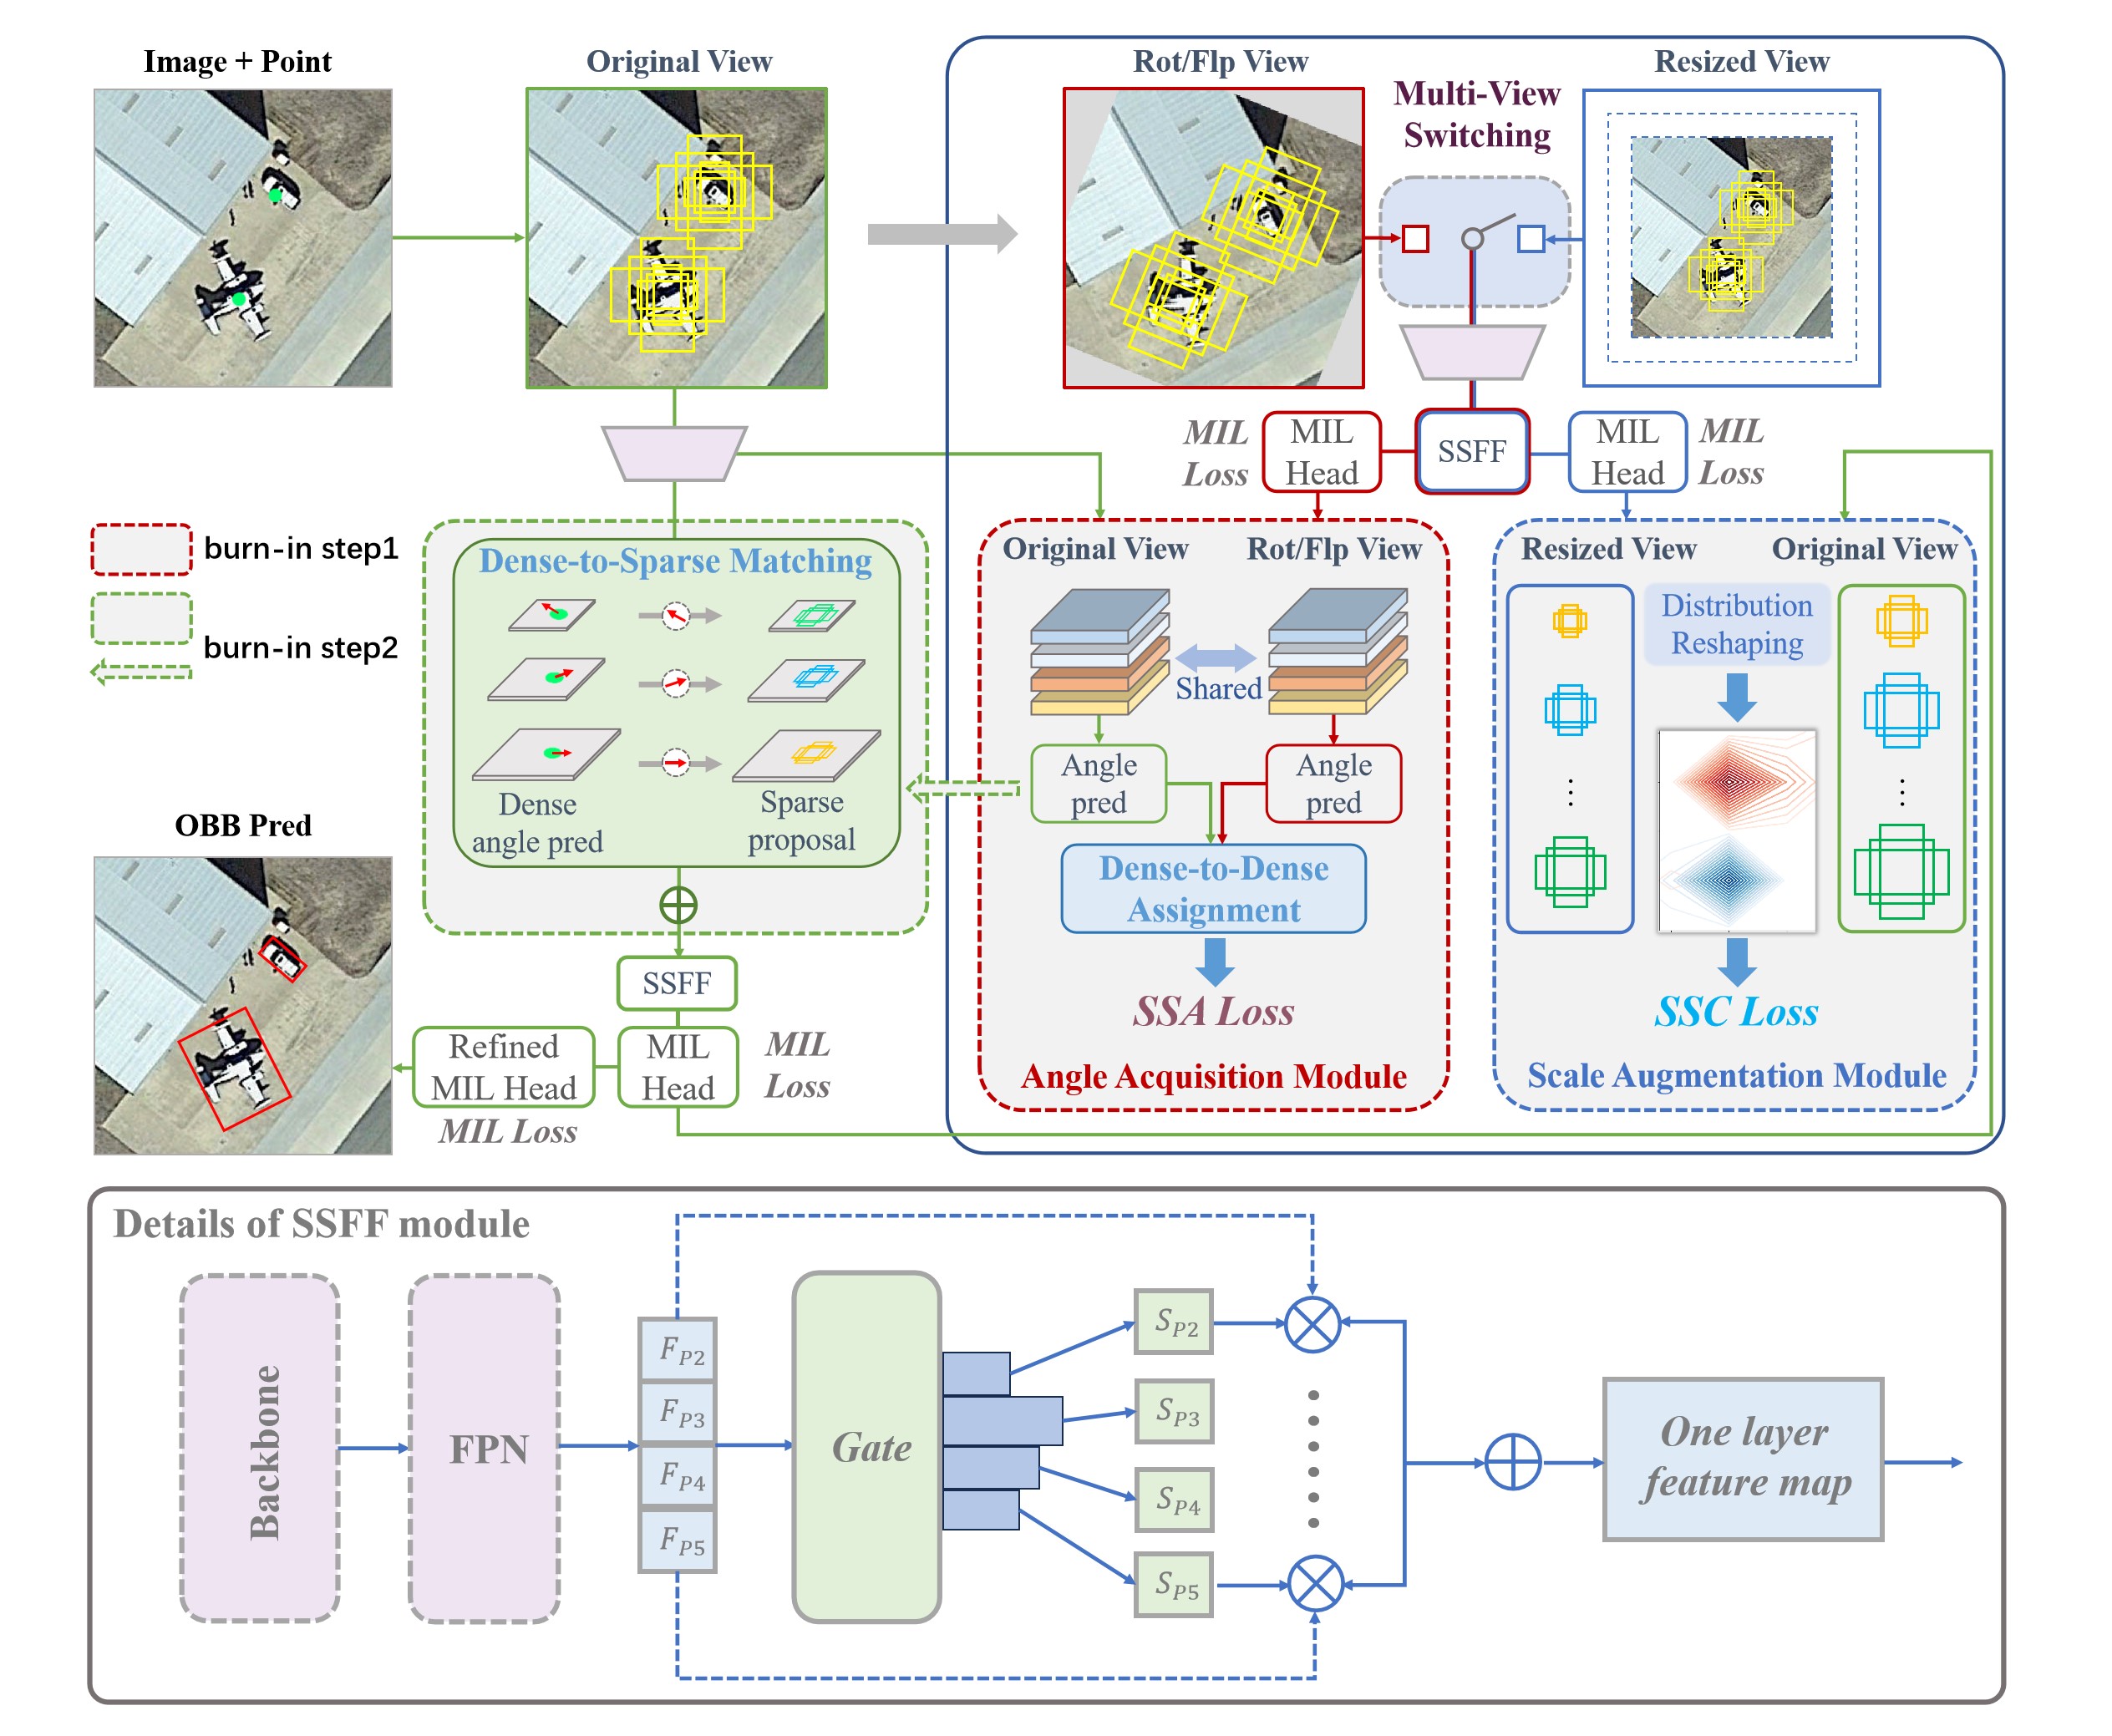 Image + Point
Original View
Rot/Flp View
Multi-View
Switching
Resized View
MIL
Loss
MIL
Head
SSFF
MIL
Head
MIL
Loss
burn-in step1
burn-in step2
Dense-to-Sparse Matching
Dense
angle pred
Sparse
proposal
Original View
Rot/Flp View
Shared
Angle
pred
Angle
pred
Dense-to-Dense
Assignment
SSA Loss
Angle Acquisition Module
Resized View
Original View
Distribution
Reshaping
SSC Loss
Scale Augmentation Module
OBB Pred
SSFF
Refined
MIL Head
MIL
Head
MIL
Loss
MIL Loss
Details of SSFF module
Backbone
FPN
F_{P2}
F_{P3}
F_{P4}
F_{P5}
Gate
S_{P2}
S_{P3}
S_{P4}
S_{P5}
One layer
feature map